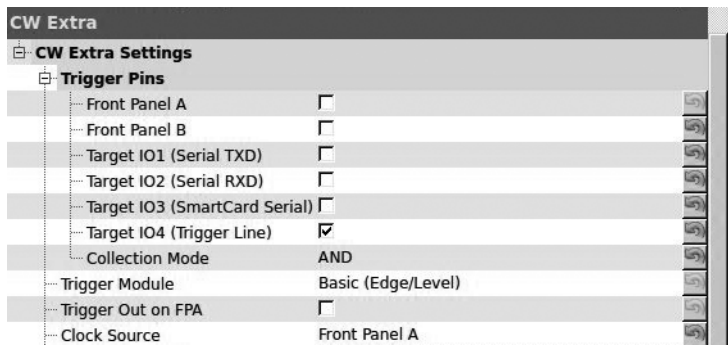 CW Extra
CW Extra Settings
Trigger Pins
Front Panel A
Front Panel B
Target IO1 (Serial TXD)
Target IO2 (Serial RXD)
Target IO3 (SmartCard Serial)
Target IO4 (Trigger Line)
Collection Mode AND
Trigger Module Basic (Edge/Level)
Trigger Out on FPA
Clock Source Front Panel A